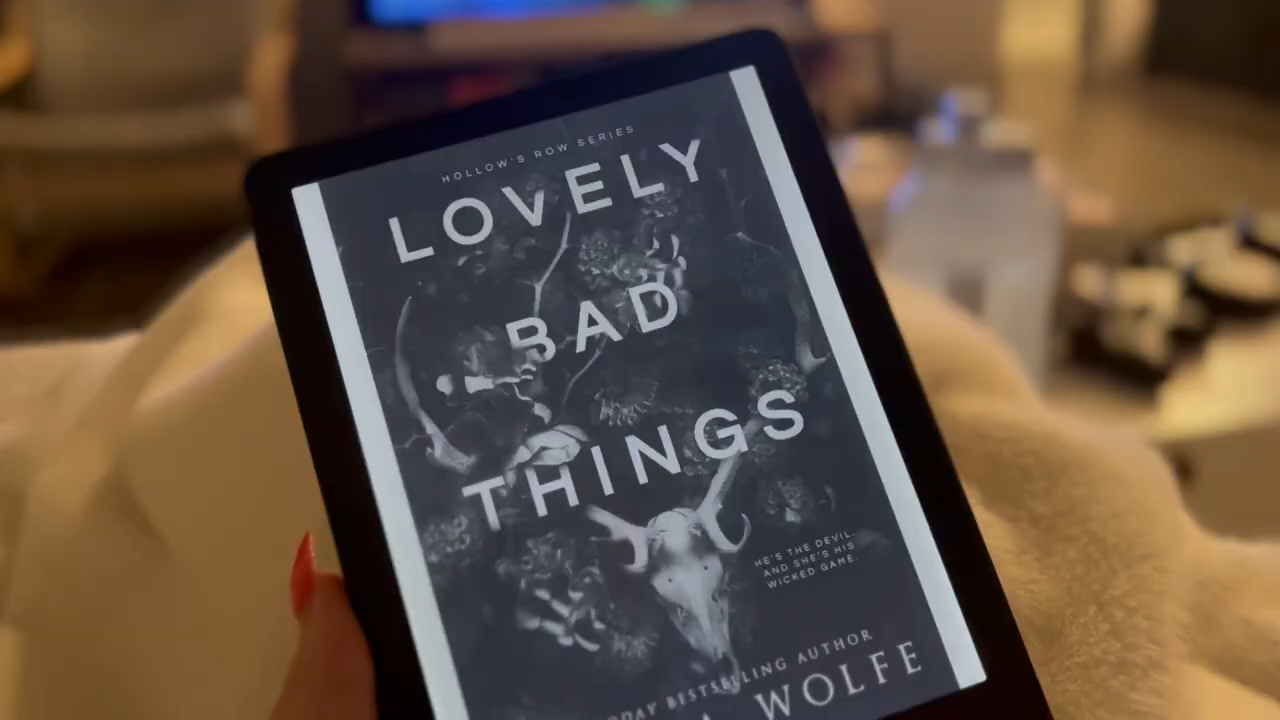 HOLLOW'S ROW SERIES
LOVELY
BAD
THINGS
HE'S THE DEVIL.
AND SHE'S HIS
WICKED GAME.
BESTSELLING AUTHOR
WOLFE